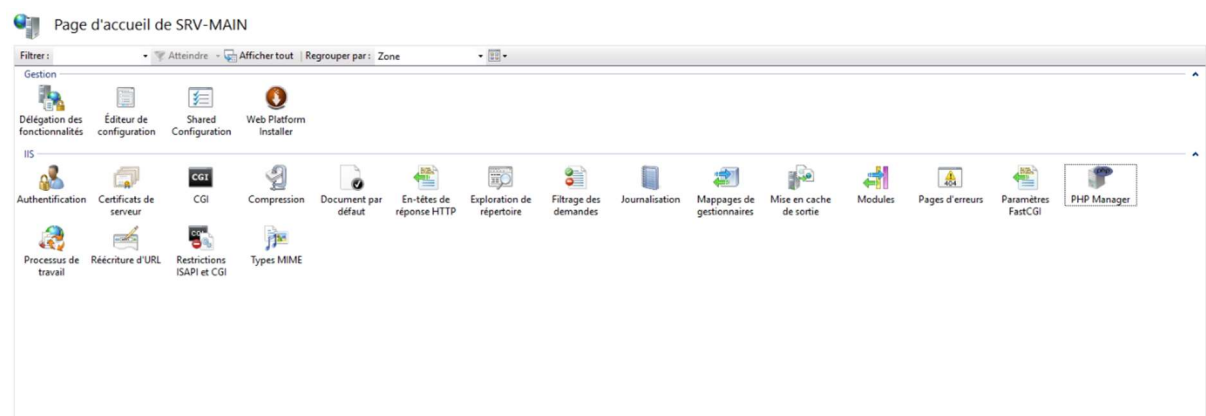 Page d'accueil de SRV-MAIN
Filtrer : Atteindre Afficher tout Regrouper par : Zone
Gestion
Délégation des fonctionnalités
Éditeur de configuration
Shared Configuration
Web Platform Installer
IIS
Authentification
Certificats de serveur
CGI
CGI
Compression
Document par défaut
En-têtes de réponse HTTP
Exploration de répertoire
Filtrage des demandes
Journalisation
Mappages de gestionnaires
Mise en cache de sortie
Modules
404
Pages d'erreurs
Paramètres FastCGI
PHP Manager
Processus de travail
Réécriture d'URL
Restrictions ISAPI et CGI
Types MIME